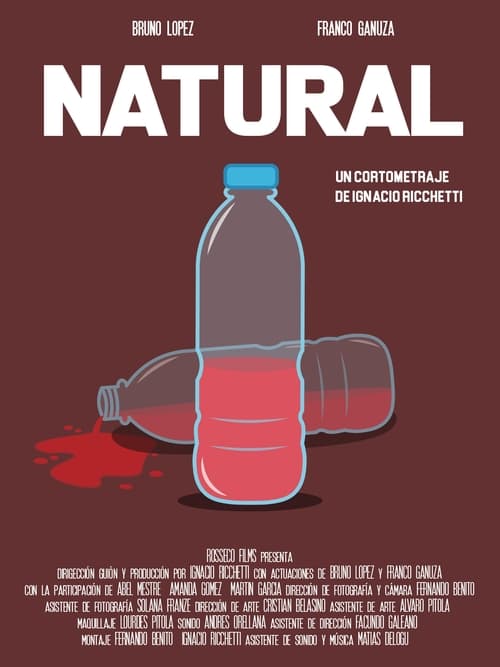 BRUNO LOPEZ FRANCO GANUZA
NATURAL
UN CORTOMETRAJE
DE IGNACIO RICCHETTI
ROSSECO FILMS PRESENTA
DIRIGECCIÓN GUIÓN Y PRODUCCIÓN POR IGNACIO RICCHETTI CON ACTUACIONES DE BRUNO LOPEZ Y FRANCO GANUZA
CON LA PARTICIPACIÓN DE ABEL MESTRE AMANDA GOMEZ MARTIN GARCIA DIRECCIÓN DE FOTOGRAFÍA Y CÁMARA FERNANDO BENITO
ASISTENTE DE FOTOGRAFÍA SOLANA FRANZE DIRECCIÓN DE ARTE CRISTIAN BELASINO ASISTENTE DE ARTE ALVARO PITOLA
MAQUILLAJE LOURDES PITOLA SONIDO ANDRES ORELLANA ASISTENTE DE DIRECCIÓN FACUNDO GALEANO
MONTAJE FERNANDO BENITO IGNACIO RICCHETTI ASISTENTE DE SONIDO Y MÚSICA MATIAS DELOGU